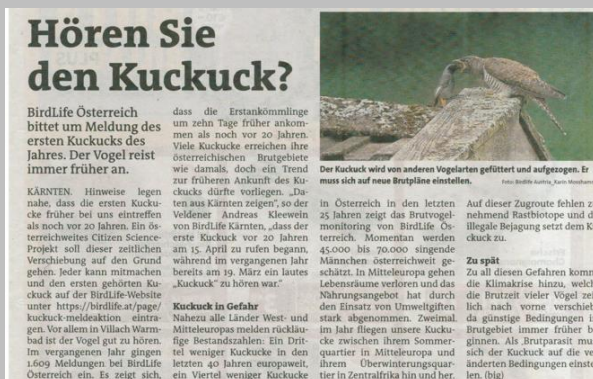 Hören Sie
den Kuckuck?
BirdLife Österreich
bittet um Meldung des
ersten Kuckucks des
Jahres. Der Vogel reist
immer früher an.
KÄRNTEN. Hinweise legen
nahe, dass die ersten Kucku-
cke früher bei uns eintreffen
als noch vor 20 Jahren. Ein ös-
terreichweites Citizen Science-
Projekt soll dieser zeitlichen
Verschiebung auf den Grund
gehen. Jeder kann mitmachen
und den ersten gehörten Ku-
ckuck auf der BirdLife-Website
unter https://birdlife.at/page/
kuckuck-meldeaktion eintra-
gen. Vor allem in Villach Warm-
bad ist der Vogel gut zu hören.
Im vergangenen Jahr gingen
1.609 Meldungen bei BirdLife
Österreich ein. Es zeigt sich,
dass die Erstankömmlinge
um zehn Tage früher ankom-
men als noch vor 20 Jahren.
Viele Kuckucke erreichen ihre
österreichischen Brutgebiete
wie damals, doch ein Trend
zur früheren Ankunft des Ku-
ckucks dürfte vorliegen. „Da-
ten aus Kärnten zeigen“, so der
Veldener Andreas Kleewein
von BirdLife Kärnten, „dass der
erste Kuckuck vor 20 Jahren
am 15. April zu rufen begann,
während im vergangenen Jahr
bereits am 19. März ein lautes
„Kuckuck“ zu hören war.“
Kuckuck in Gefahr
Nahezu alle Länder West- und
Mitteleuropas melden rückläu-
fige Bestandszahlen: Ein Drit-
tel weniger Kuckucke in den
letzten 40 Jahren europaweit,
ein Viertel weniger Kuckucke
Der Kuckuck wird von anderen Vogelarten gefüttert und aufgezogen. Er
muss sich auf neue Brutpläne einstellen.
Foto: Birdlife Austria_Karin
in Österreich in den letzten
25 Jahren zeigt das Brutvogel-
monitoring von BirdLife Ös-
terreich. Momentan werden
45.000 bis 70.000 singende
Männchen österreichweit ge-
schätzt. In Mitteleuropa gehen
Lebensräume verloren und das
Nahrungsangebot hat durch
den Einsatz von Umweltgiften
stark abgenommen. Zweimal
im Jahr fliegen unsere Kucku-
cke zwischen ihrem Sommer-
quartier in Mitteleuropa und
ihrem Überwinterungsquar-
tier in Zentralafrika hin und her.
Auf dieser Zugroute fehlen zu
nehmend Rastbiotope und d
illegale Bejagung setzt dem K
ckuck zu.
Zu spät
Zu all diesen Gefahren komm
die Klimakrise hinzu, welch
die Brutzeit vieler Vögel zei
lich nach vorne verschieb
da günstige Bedingungen i
Brutgebiet immer früher b
ginnen. Als ‚Brutparasit' mu
sich der Kuckuck auf die ve
änderten Bedingungen einste
len. (big)